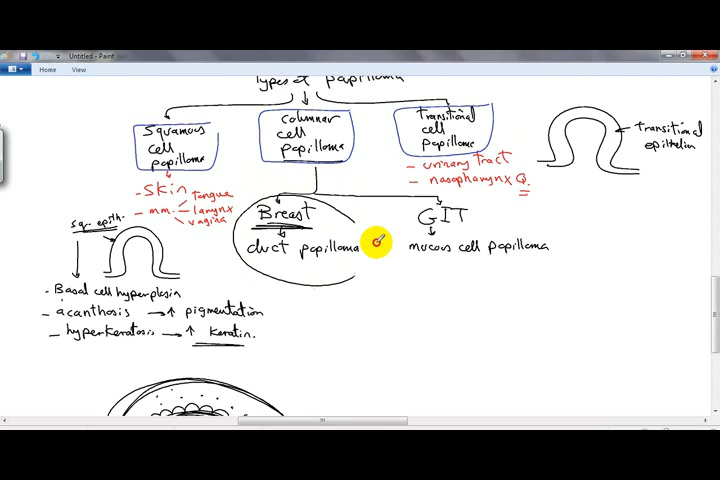 Untitled - Paint
Home View
Types of papilloma
Squamous
cell
papilloma
columnar
cell
papilloma
Transitional
cell
papilloma
Transitional
epithelium
- urinary tract
- nasopharynx Q.
- Skin
- m.m.
Tongue
larynx
vagina
sq. epith.
Breast
duct papilloma
GIT
mucous cell papilloma
- Basal cell hyperplasia
- acanthosis → ↑ pigmentation
- hyperkeratosis → ↑ keratin.